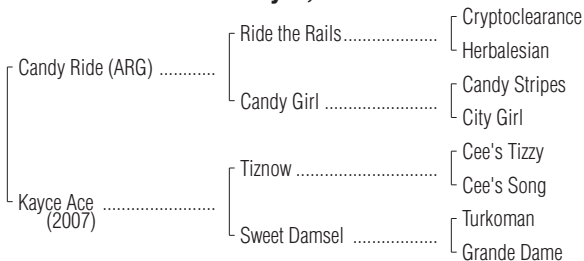 Cryptoclearance
Ride the Rails....................
Herbalesian
Candy Ride (ARG) ............
Candy Stripes
Candy Girl ........................
City Girl
Cee's Tizzy
Tiznow ..............................
Cee's Song
Kayce Ace ........................
(2007)
Turkoman
Sweet Damsel ..................
Grande Dame